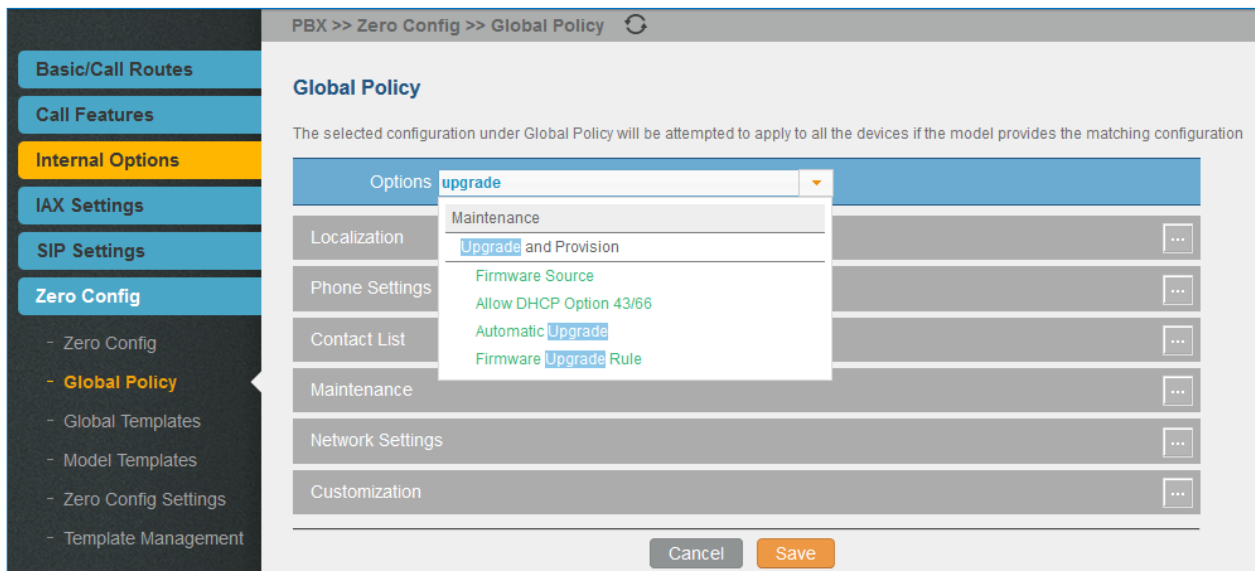 PBX >> Zero Config >> Global Policy
Basic/Call Routes
Call Features
Internal Options
IAX Settings
SIP Settings
Zero Config
- Zero Config
- Global Policy
- Global Templates
- Model Templates
- Zero Config Settings
- Template Management
Global Policy
The selected configuration under Global Policy will be attempted to apply to all the devices if the model provides the matching configuration
Options upgrade
Maintenance
Upgrade and Provision
Firmware Source
Allow DHCP Option 43/66
Automatic Upgrade
Firmware Upgrade Rule
Localization ...
Phone Settings ...
Contact List ...
Maintenance ...
Network Settings ...
Customization ...
Cancel Save